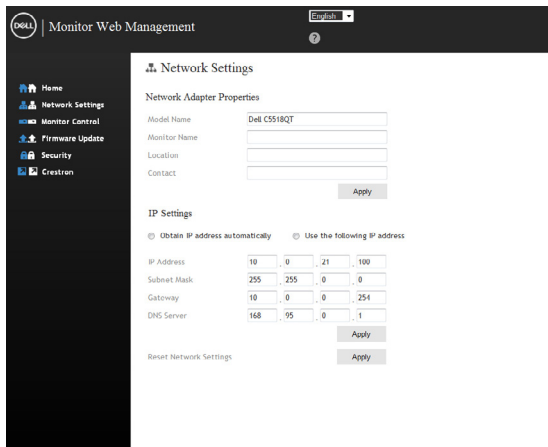 DELL | Monitor Web Management
English
?
Home
Network Settings
Monitor Control
Firmware Update
Security
Crestron
Network Settings
Network Adapter Properties
Model Name Dell C5518QT
Monitor Name
Location
Contact
Apply
IP Settings
Obtain IP address automatically Use the following IP address
IP Address 10 . 0 . 21 . 100
Subnet Mask 255 . 255 . 0 . 0
Gotoway 10 . 0 . 0 . 254
DNS Server 168 . 95 . 0 . 1
Apply
Reset Network Settings Apply